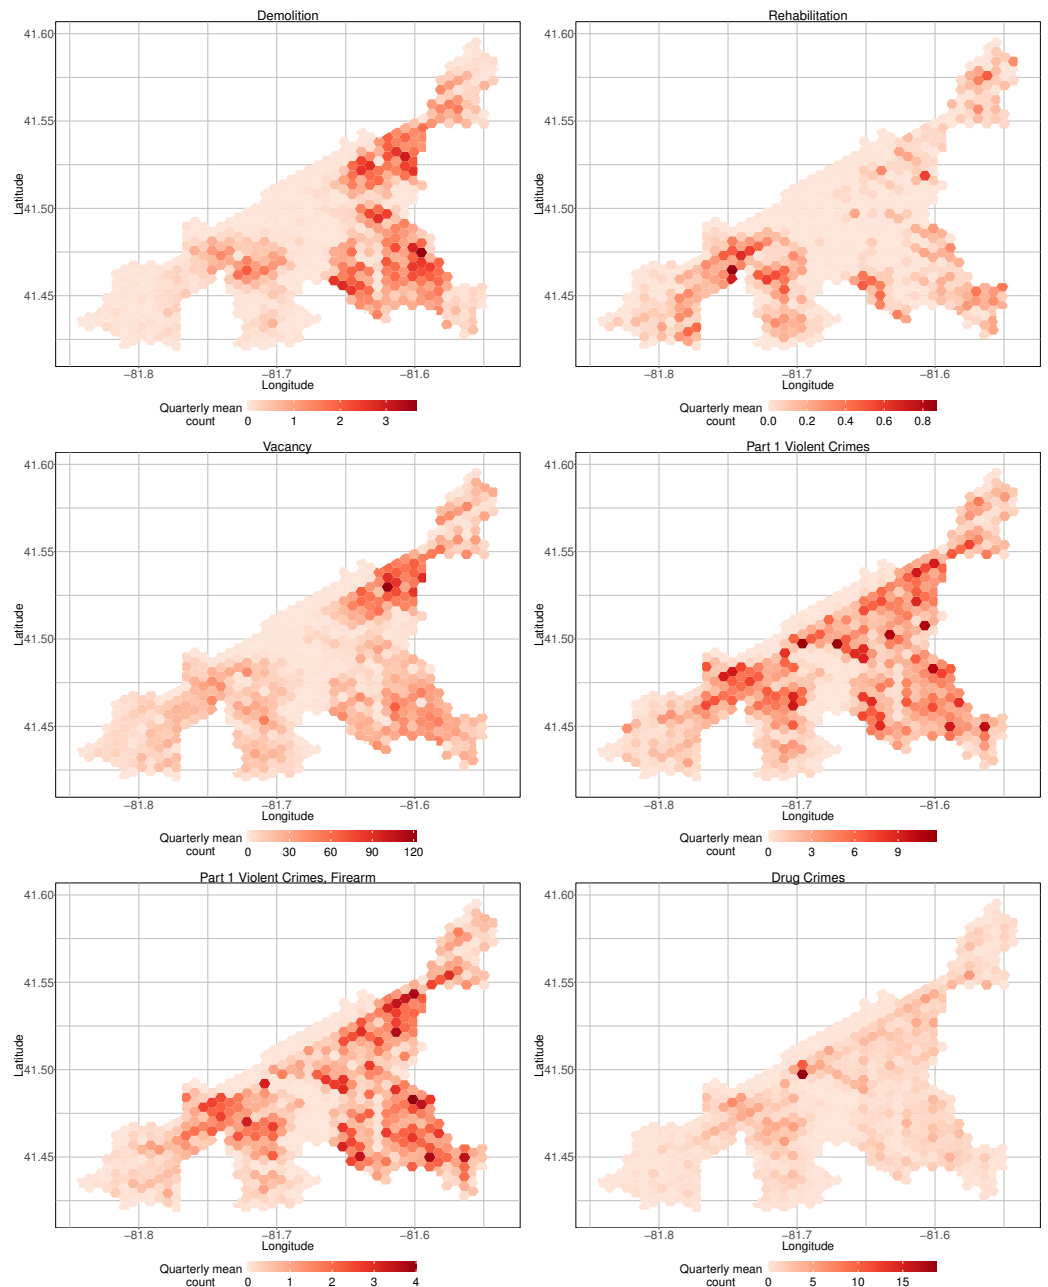 Demolition
41.60
41.55
41.50
41.45
Latitude
−81.8 −81.7 −81.6
Longitude
Quarterly mean count 0 1 2 3
Rehabilitation
41.60
41.55
41.50
41.45
Latitude
−81.8 −81.7 −81.6
Longitude
Quarterly mean count 0.0 0.2 0.4 0.6 0.8
Vacancy
41.60
41.55
41.50
41.45
Latitude
−81.8 −81.7 −81.6
Longitude
Quarterly mean count 0 30 60 90 120
Part 1 Violent Crimes
41.60
41.55
41.50
41.45
Latitude
−81.8 −81.7 −81.6
Longitude
Quarterly mean count 0 3 6 9
Part 1 Violent Crimes, Firearm
41.60
41.55
41.50
41.45
Latitude
−81.8 −81.7 −81.6
Longitude
Quarterly mean count 0 1 2 3 4
Drug Crimes
41.60
41.55
41.50
41.45
Latitude
−81.8 −81.7 −81.6
Longitude
Quarterly mean count 0 5 10 15